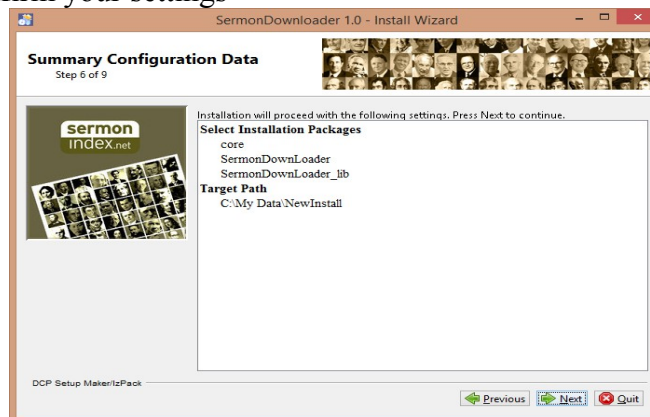 your settings
SermonDownloader 1.0 - Install Wizard
Summary Configuration Data
Step 6 of 9
sermon
index.net
Installation will proceed with the following settings. Press Next to continue.
Select Installation Packages
core
SermonDownLoader
SermonDownLoader_lib
Target Path
C:\My Data\NewInstall
DCP Setup Maker/IzPack
Previous Next Quit